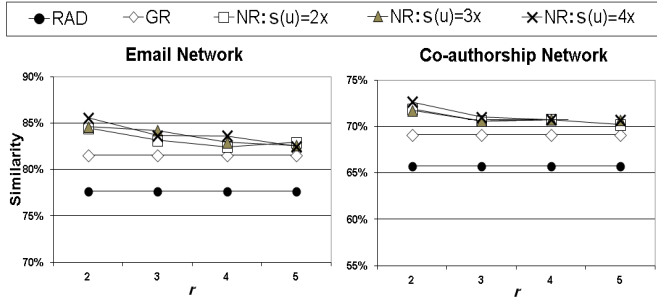 RAD GR NR: s(u)=2x NR: s(u)=3x NR: s(u)=4x
Email Network
Similarity
90%
85%
80%
75%
70%
2 3 4 5
r
Co-authorship Network
75%
70%
65%
60%
55%
2 3 4 5
r